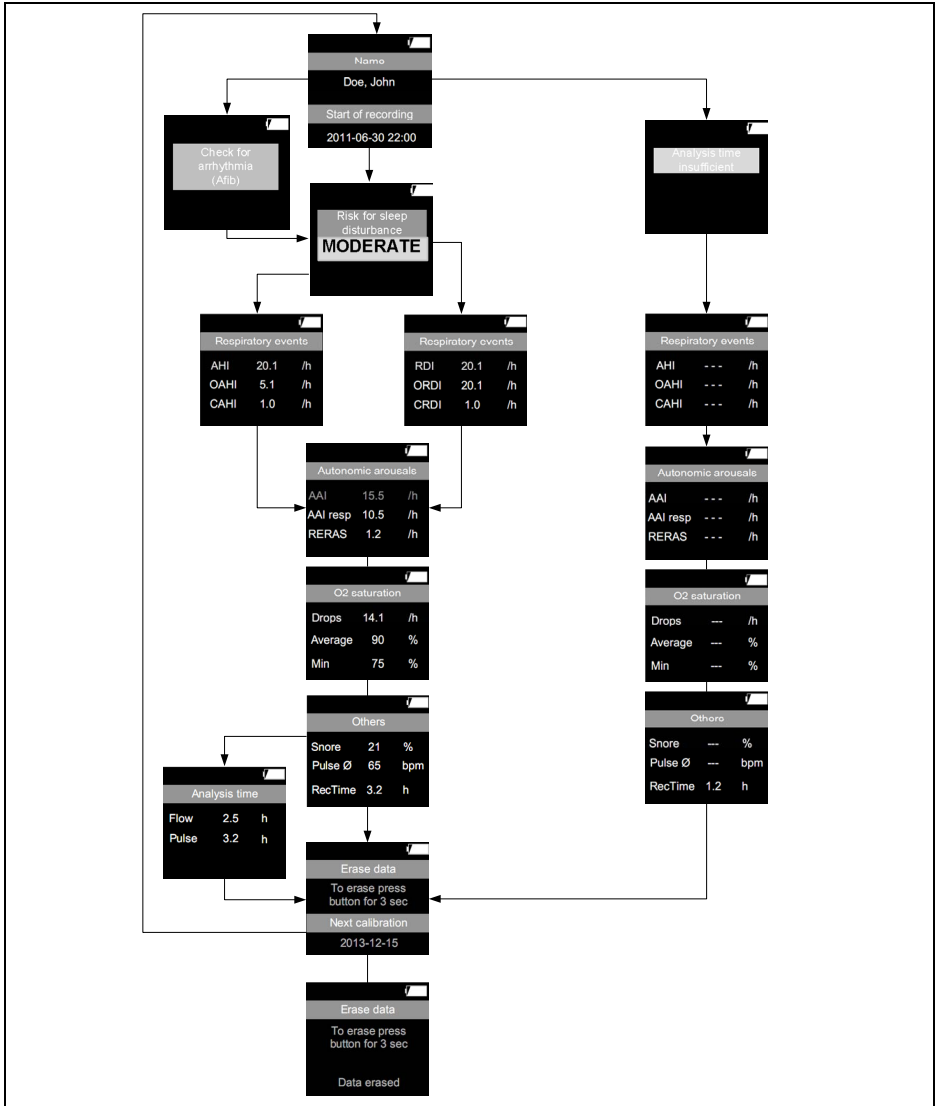 Name
Doe, John
Start of recording
2011-06-30 22:00
Check for
arrhythmia
(Afib)
Analysis time
insufficient
Risk for sleep
disturbance
MODERATE
Respiratory events
AHI 20.1 /h
OAHI 5.1 /h
CAHI 1.0 /h
Respiratory events
RDI 20.1 /h
ORDI 20.1 /h
CRDI 1.0 /h
Respiratory events
AHI - - - /h
OAHI - - - /h
CAHI - - - /h
Autonomic arousals
AAI 15.5 /h
AAI resp 10.5 /h
RERAS 1.2 /h
Autonomic arousals
AAI - - - /h
AAI resp - - - /h
RERAS - - - /h
O2 saturation
Drops 14.1 /h
Average 90 %
Min 75 %
O2 saturation
Drops --- /h
Average --- %
Min --- %
Others
Snore 21 %
Pulse Ø 65 bpm
RecTime 3.2 h
Others
Snore --- %
Pulse Ø --- bpm
RecTime 1.2 h
Analysis time
Flow 2.5 h
Pulse 3.2 h
Erase data
To erase press
button for 3 sec
Next calibration
2013-12-15
Erase data
To erase press
button for 3 sec
Data erased